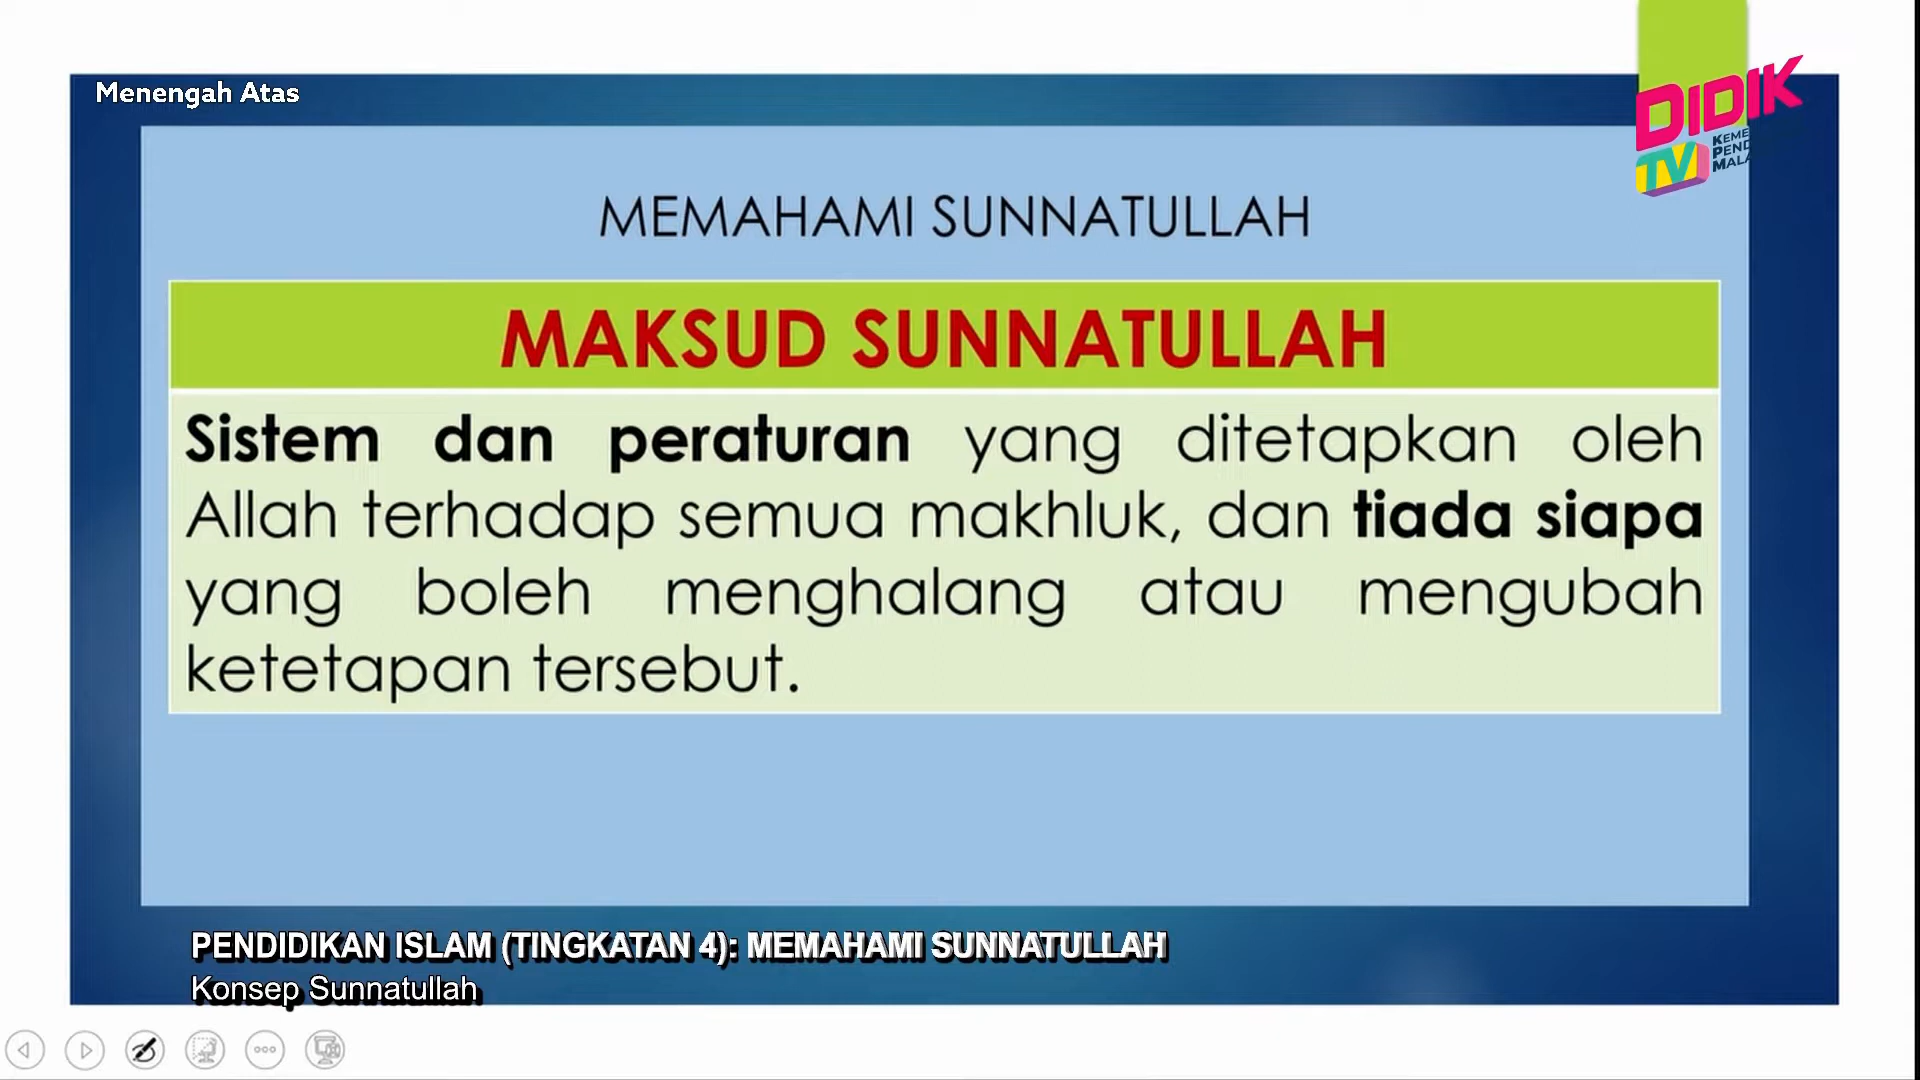 Menengah Atas
DIDIK
TV
MEMAHAMI SUNNATULLAH
MAKSUD SUNNATULLAH
Sistem dan peraturan yang ditetapkan oleh
Allah terhadap semua makhluk, dan tiada siapa
yang boleh menghalang atau mengubah
ketetapan tersebut.
PENDIDIKAN ISLAM (TINGKATAN 4): MEMAHAMI SUNNATULLAH
Konsep Sunnatullah